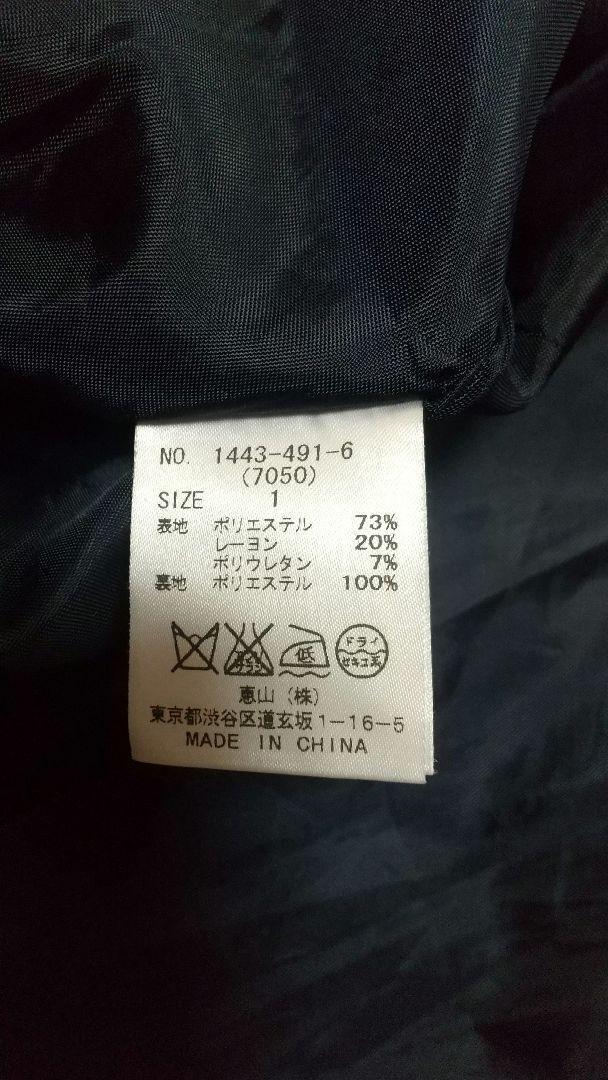 NO. 1443-491-6
(7050)
SIZE 1
表地 ポリエステル 73%
レーヨン 20%
ポリウレタン 7%
裏地 ポリエステル 100%
低 ドライ
セキユ系
恵山(株)
東京都渋谷区道玄坂1-16-5
MADE IN CHINA